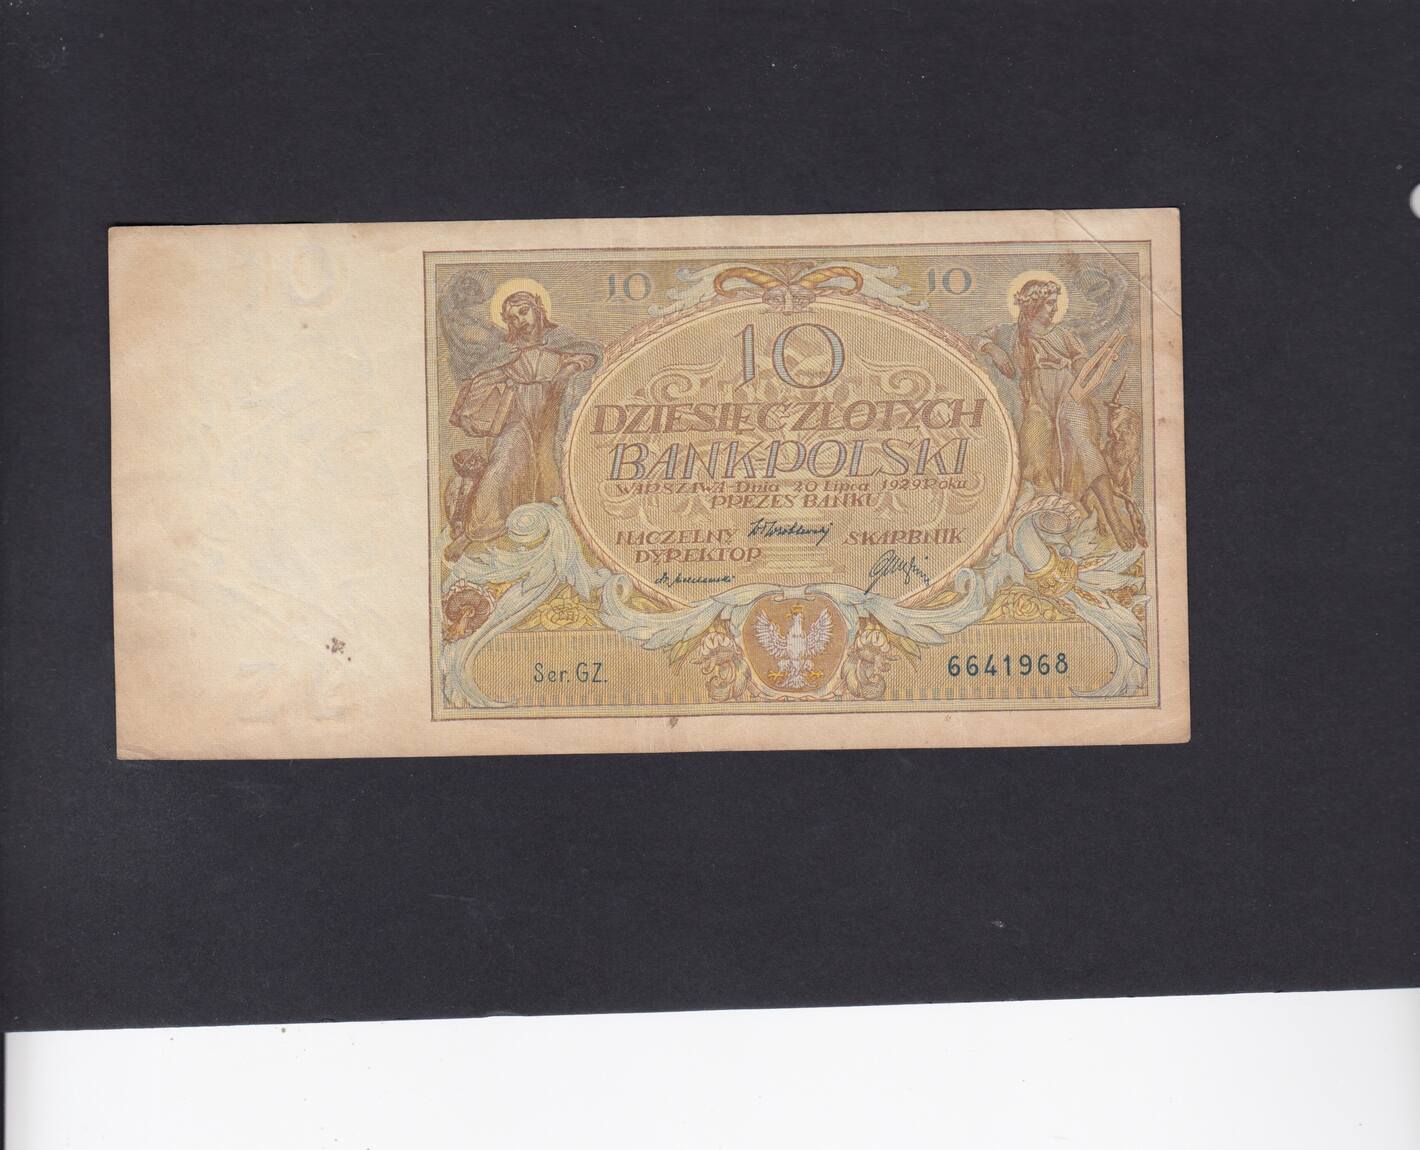 10 10
10
DZIESIĘĆ ZŁOTYCH
BANK POLSKI
WARSZAWA-Dnia 20 Lipca 1929 Roku
PREZES BANKU
NACZELNY SKARBNIK
DYREKTOR
Ser. GZ. 6641968